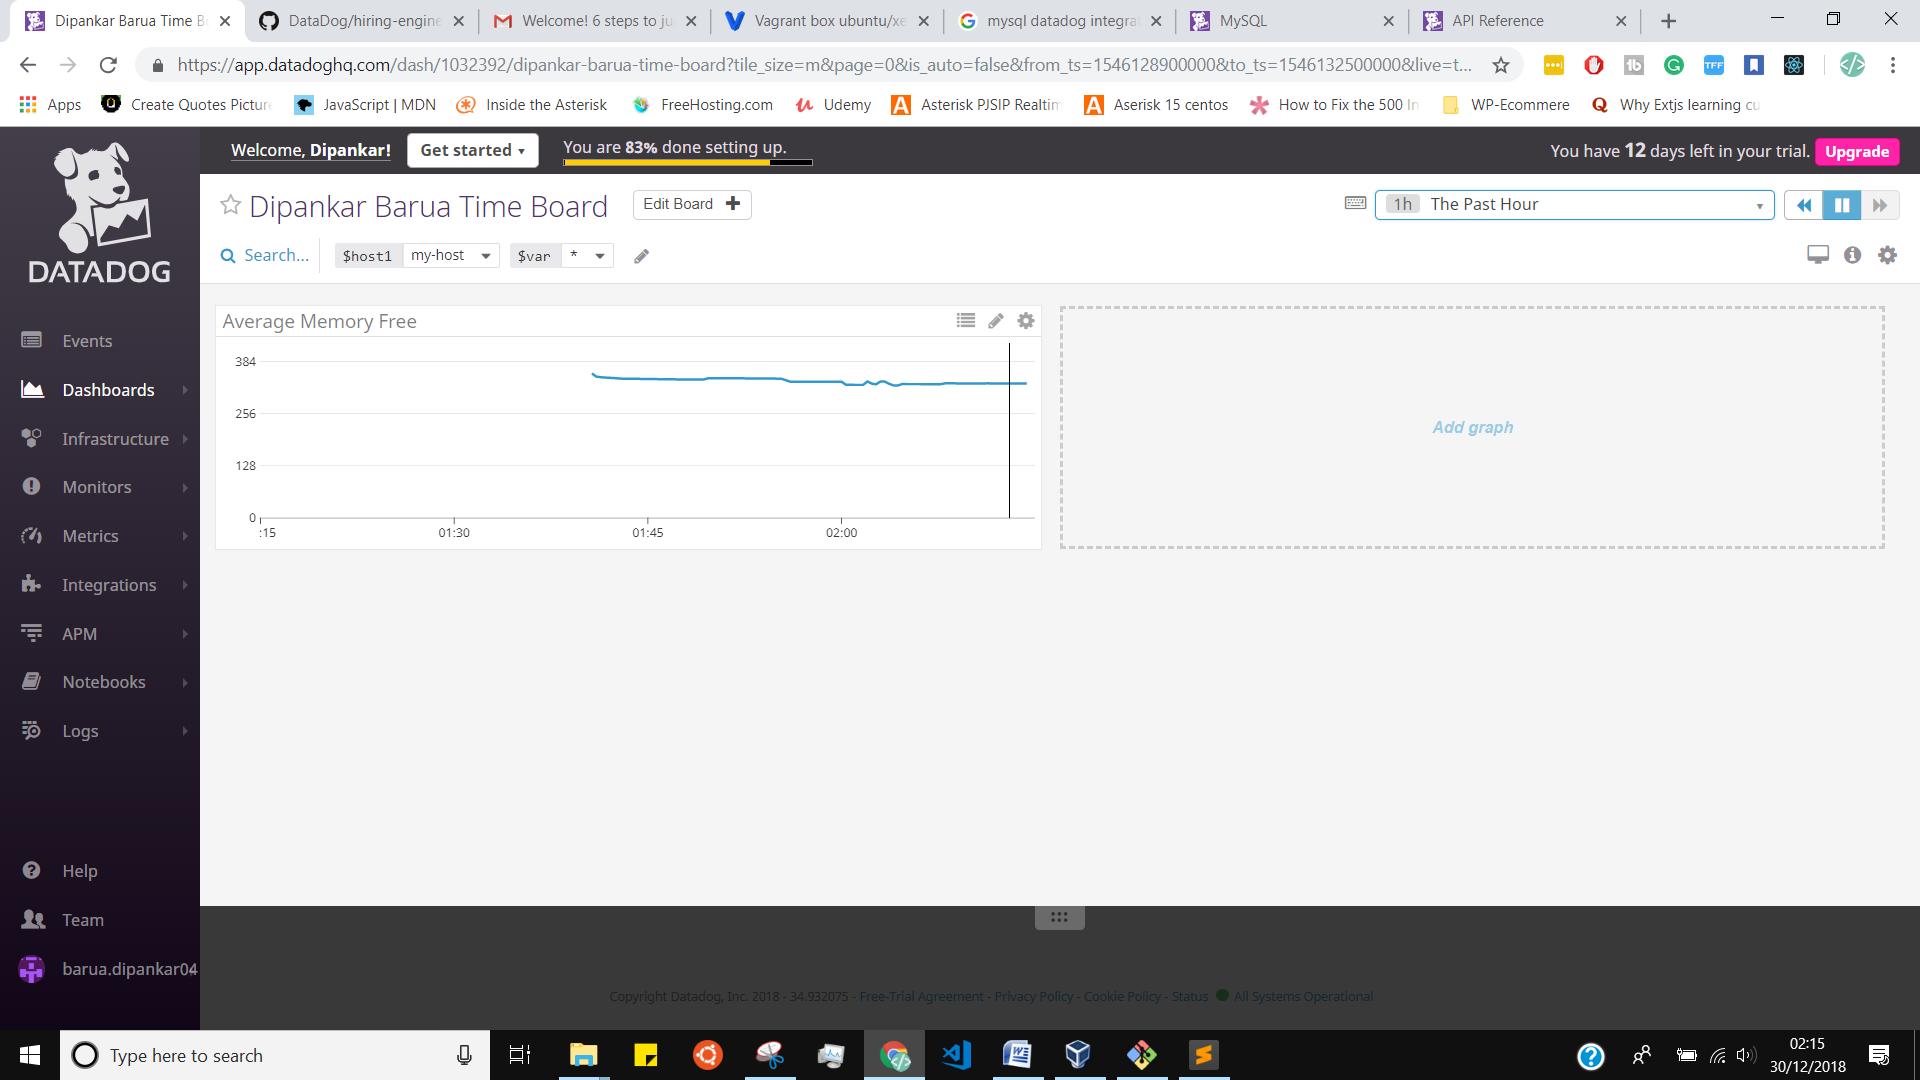 Dipankar Barua Time B
DataDog/hiring-engine
Welcome! 6 steps to ju
Vagrant box ubuntu/xe
mysql datadog integrat
MySQL
API Reference
https://app.datadoghq.com/dash/1032392/dipankar-barua-time-board?tile_size=m&page=0&is_auto=false&from_ts=1546128900000&to_ts=1546132500000&live=t...
Apps
Create Quotes Picture
JavaScript | MDN
Inside the Asterisk
FreeHosting.com
Udemy
Asterisk PJSIP Realtim
Aserisk 15 centos
How to Fix the 500 In
WP-Ecommere
Why Extjs learning cu
DATADOG
Welcome, Dipankar!
Get started
You are 83% done setting up.
You have 12 days left in your trial.
Upgrade
Dipankar Barua Time Board
Edit Board
1h The Past Hour
Search...
$host1 my-host
$var *
Events
Dashboards
Infrastructure
Monitors
Metrics
Integrations
APM
Notebooks
Logs
Help
Team
barua.dipankar04
Average Memory Free
384
256
128
0
:15 01:30 01:45 02:00
Add graph
Copyright Datadog, Inc. 2018 - 34.932075 - Free-Trial Agreement - Privacy Policy - Cookie Policy - Status All Systems Operational
Type here to search
02:15
30/12/2018